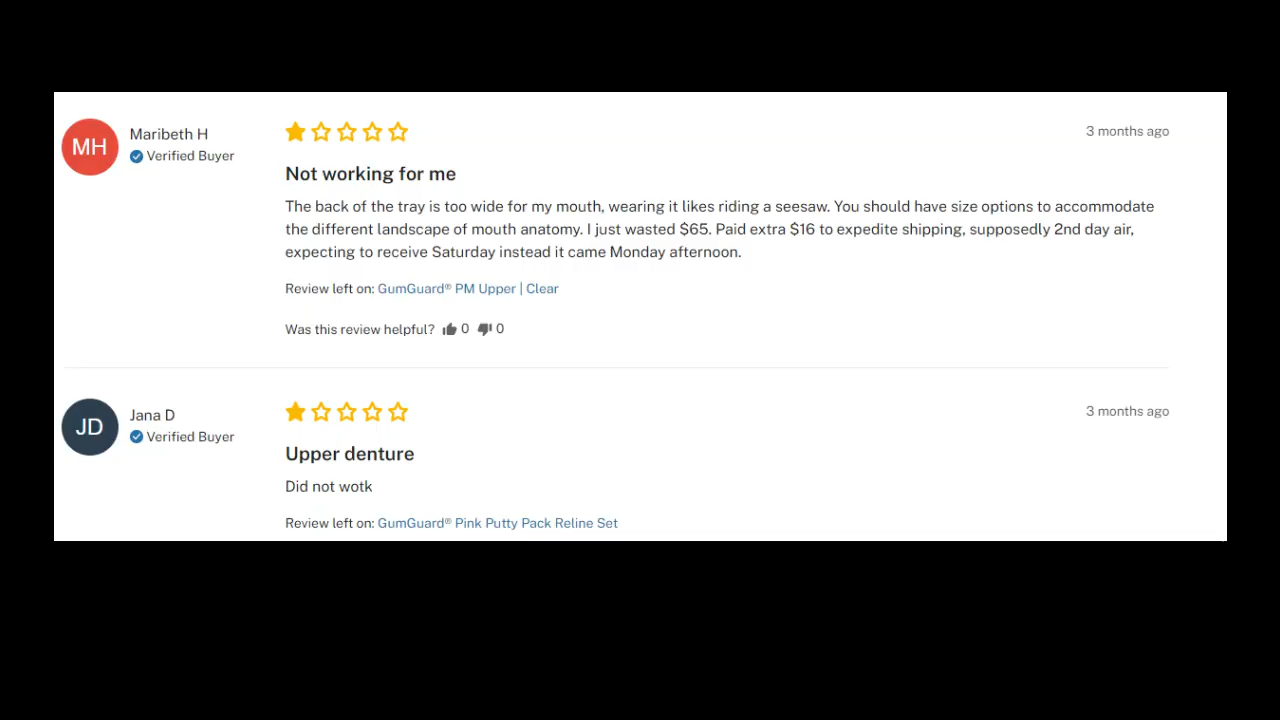 MH
Maribeth H
Verified Buyer
3 months ago
Not working for me
The back of the tray is too wide for my mouth, wearing it likes riding a seesaw. You should have size options to accommodate
the different landscape of mouth anatomy. I just wasted $65. Paid extra $16 to expedite shipping, supposedly 2nd day air,
expecting to receive Saturday instead it came Monday afternoon.
Review left on: GumGuard® PM Upper | Clear
Was this review helpful? 0 0
JD
Jana D
Verified Buyer
3 months ago
Upper denture
Did not wotk
Review left on: GumGuard® Pink Putty Pack Reline Set